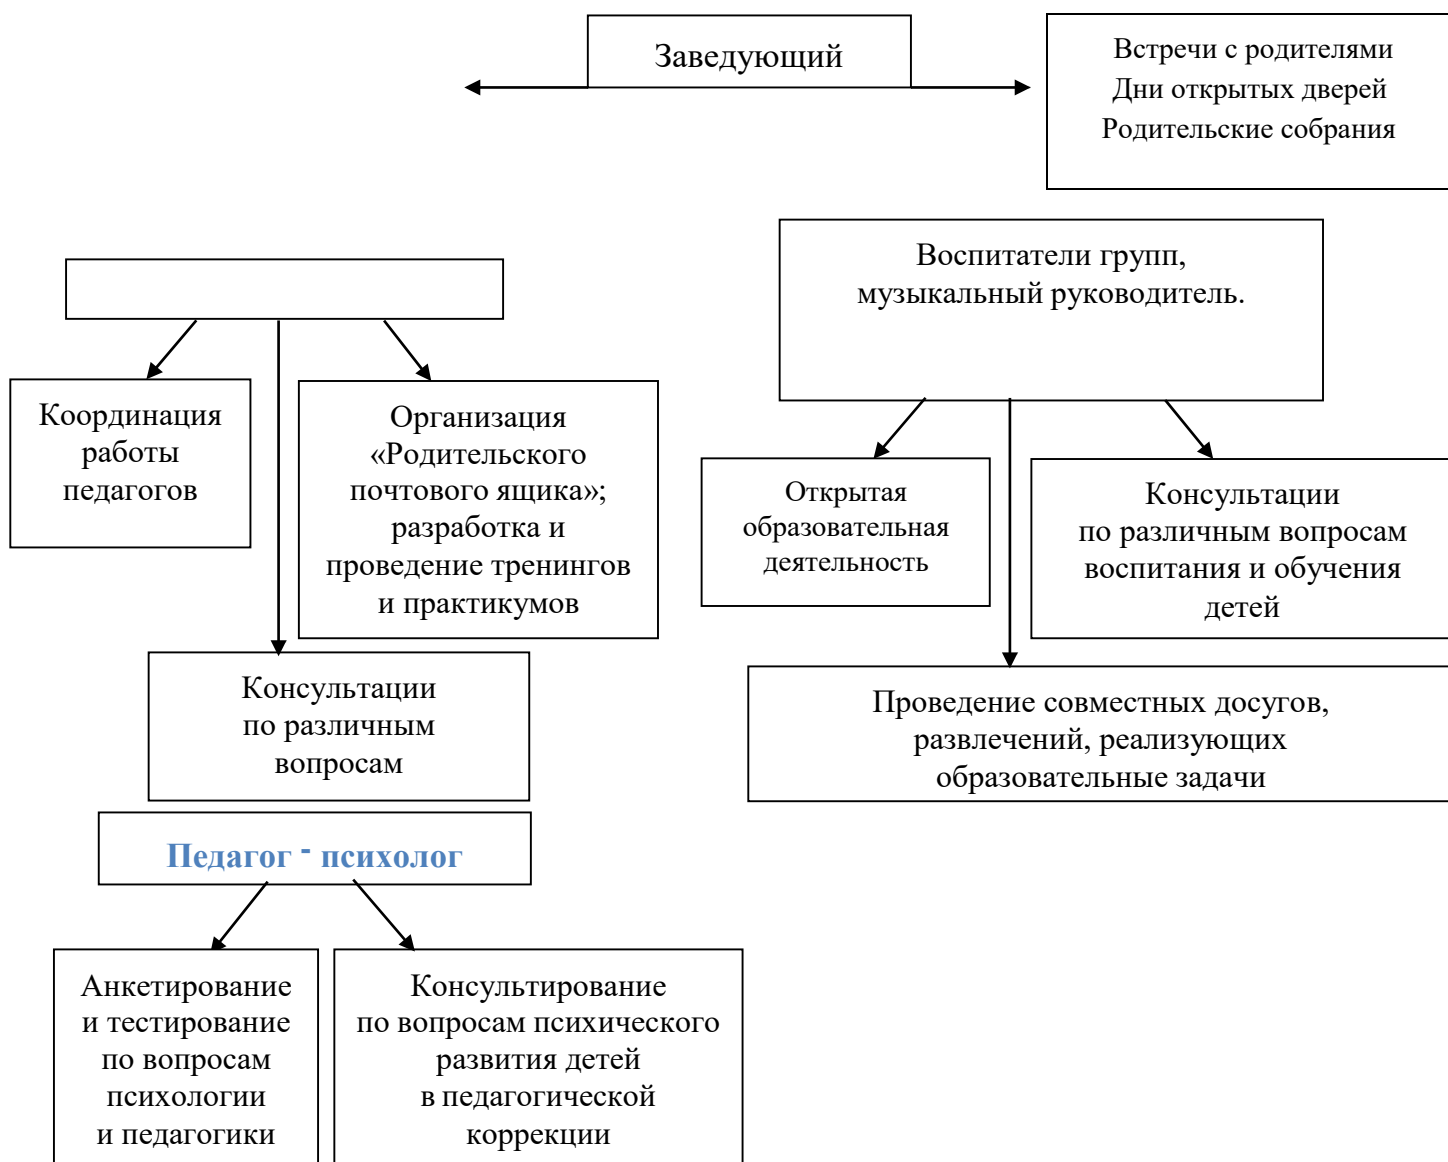 Заведующий
Встречи с родителями
Дни открытых дверей
Родительские собрания
Воспитатели групп,
музыкальный руководитель.
Координация
работы
педагогов
Организация
«Родительского
почтового ящика»;
разработка и
проведение тренингов
и практикумов
Открытая
образовательная
деятельность
Консультации
по различным вопросам
воспитания и обучения
детей
Консультации
по различным
вопросам
Проведение совместных досугов,
развлечений, реализующих
образовательные задачи
Педагог - психолог
Анкетирование
и тестирование
по вопросам
психологии
и педагогики
Консультирование
по вопросам психического
развития детей
в педагогической
коррекции